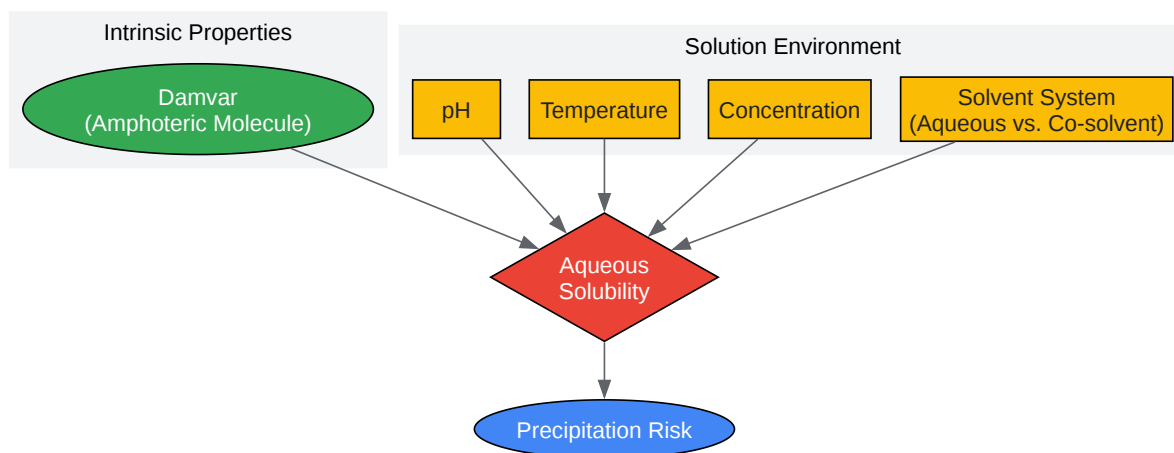 Intrinsic Properties
Solution Environment
Damvar
(Amphoteric Molecule)
pH
Temperature
Concentration
Solvent System
(Aqueous vs. Co-solvent)
Aqueous
Solubility
Precipitation Risk